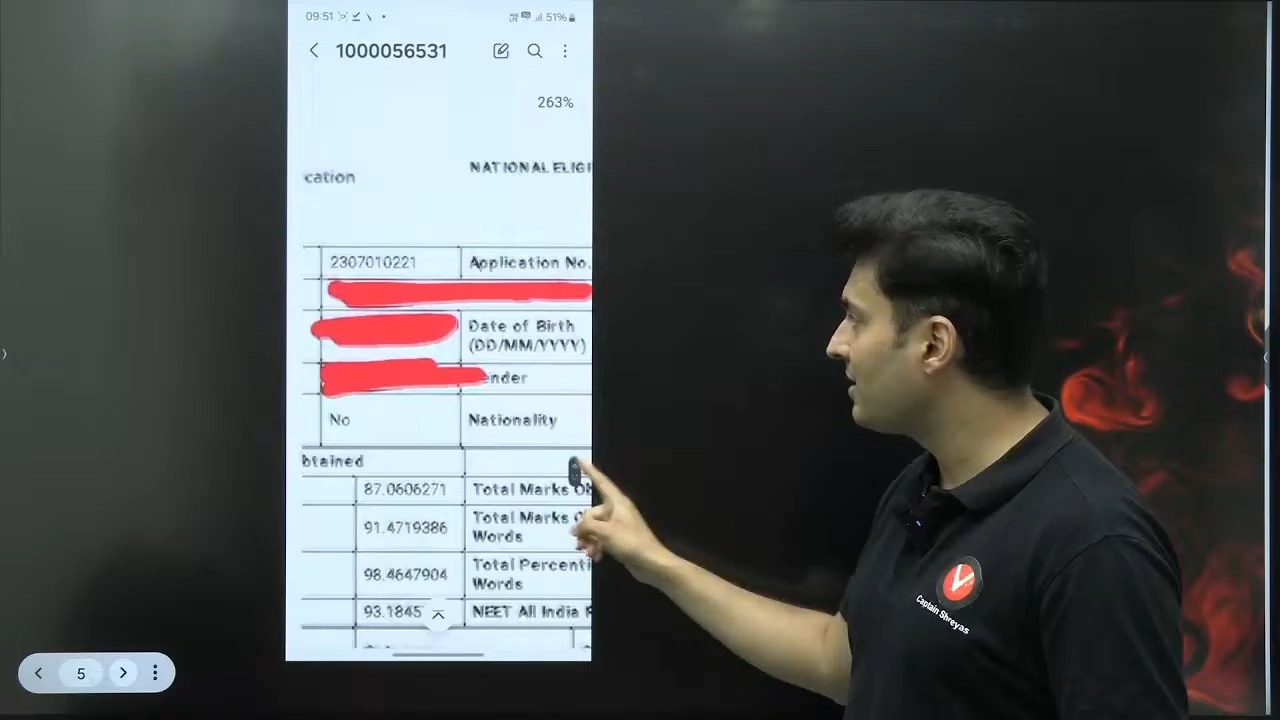 09:51
51%
1000056531
263%
NATIONAL ELIGI
cation
2307010221 Application No.
Date of Birth
(DD/MM/YYYY)
ender
No Nationality
btained
87.0606271 Total Marks Ob
91.4719386 Total Marks
Words
98.4647904 Total Percenti
Words
93.1845 NEET All India
5
Captain Shreyas